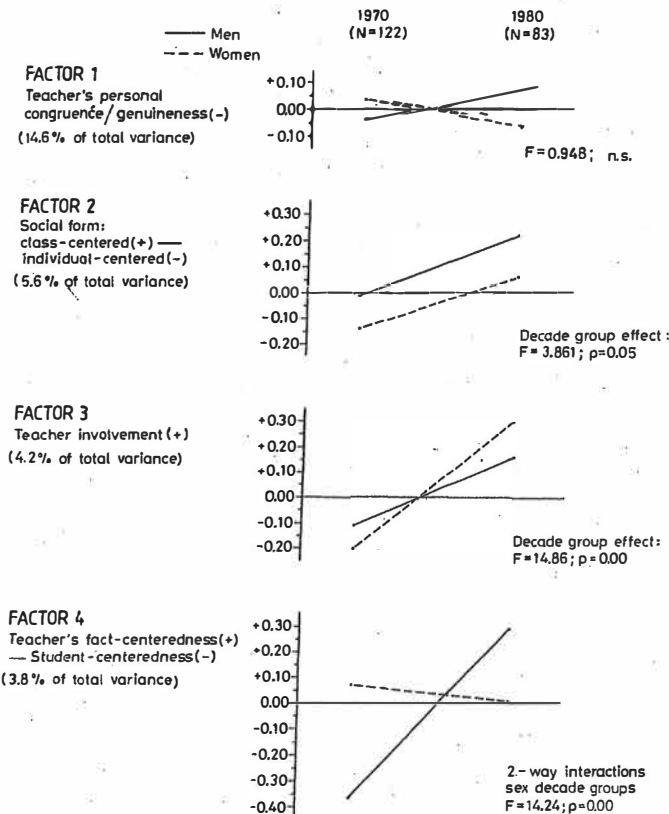 1970 1980
(N=122) (N=83)
Men
Women
FACTOR 1
Teacher's personal
congruence/genuineness(-)
(14.6% of total variance)
+0.10
0.00
-0.10
F=0.948; n.s.
FACTOR 2
Social form:
class-centered(+) —
individual-centered(-)
(5.6% of total variance)
+0.30
+0.20
+0.10
0.00
-0.10
-0.20
Decade group effect:
F=3.861; p=0.05
FACTOR 3
Teacher involvement(+)
(4.2% of total variance)
+0.30
+0.20
+0.10
0.00
-0.10
-0.20
Decade group effect:
F=14.86; p=0.00
FACTOR 4
Teacher's fact-centeredness(+)
— Student-centeredness(-)
(3.8% of total variance)
+0.30
+0.20
+0.10
0.00
-0.10
-0.20
-0.30
-0.40
2-way interactions
sex decade groups
F=14.24; p=0.00